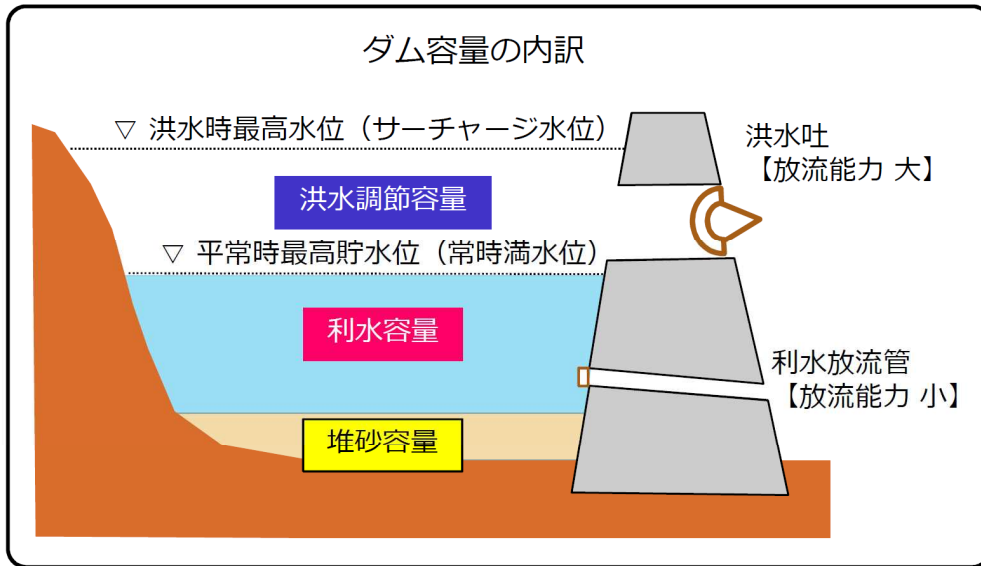 ダム容量の内訳
▽ 洪水時最高水位（サーチャージ水位）
洪水吐
【放流能力 大】
洪水調節容量
▽ 平常時最高貯水位（常時満水位）
利水容量
利水放流管
【放流能力 小】
堆砂容量